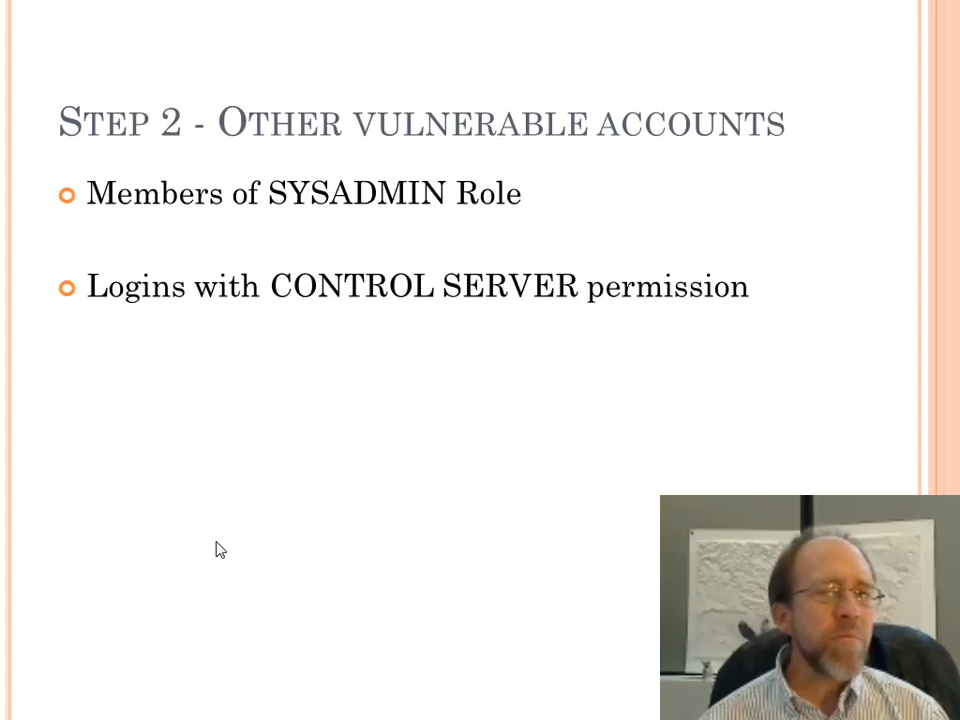 STEP 2 - OTHER VULNERABLE ACCOUNTS
Members of SYSADMIN Role
Logins with CONTROL SERVER permission